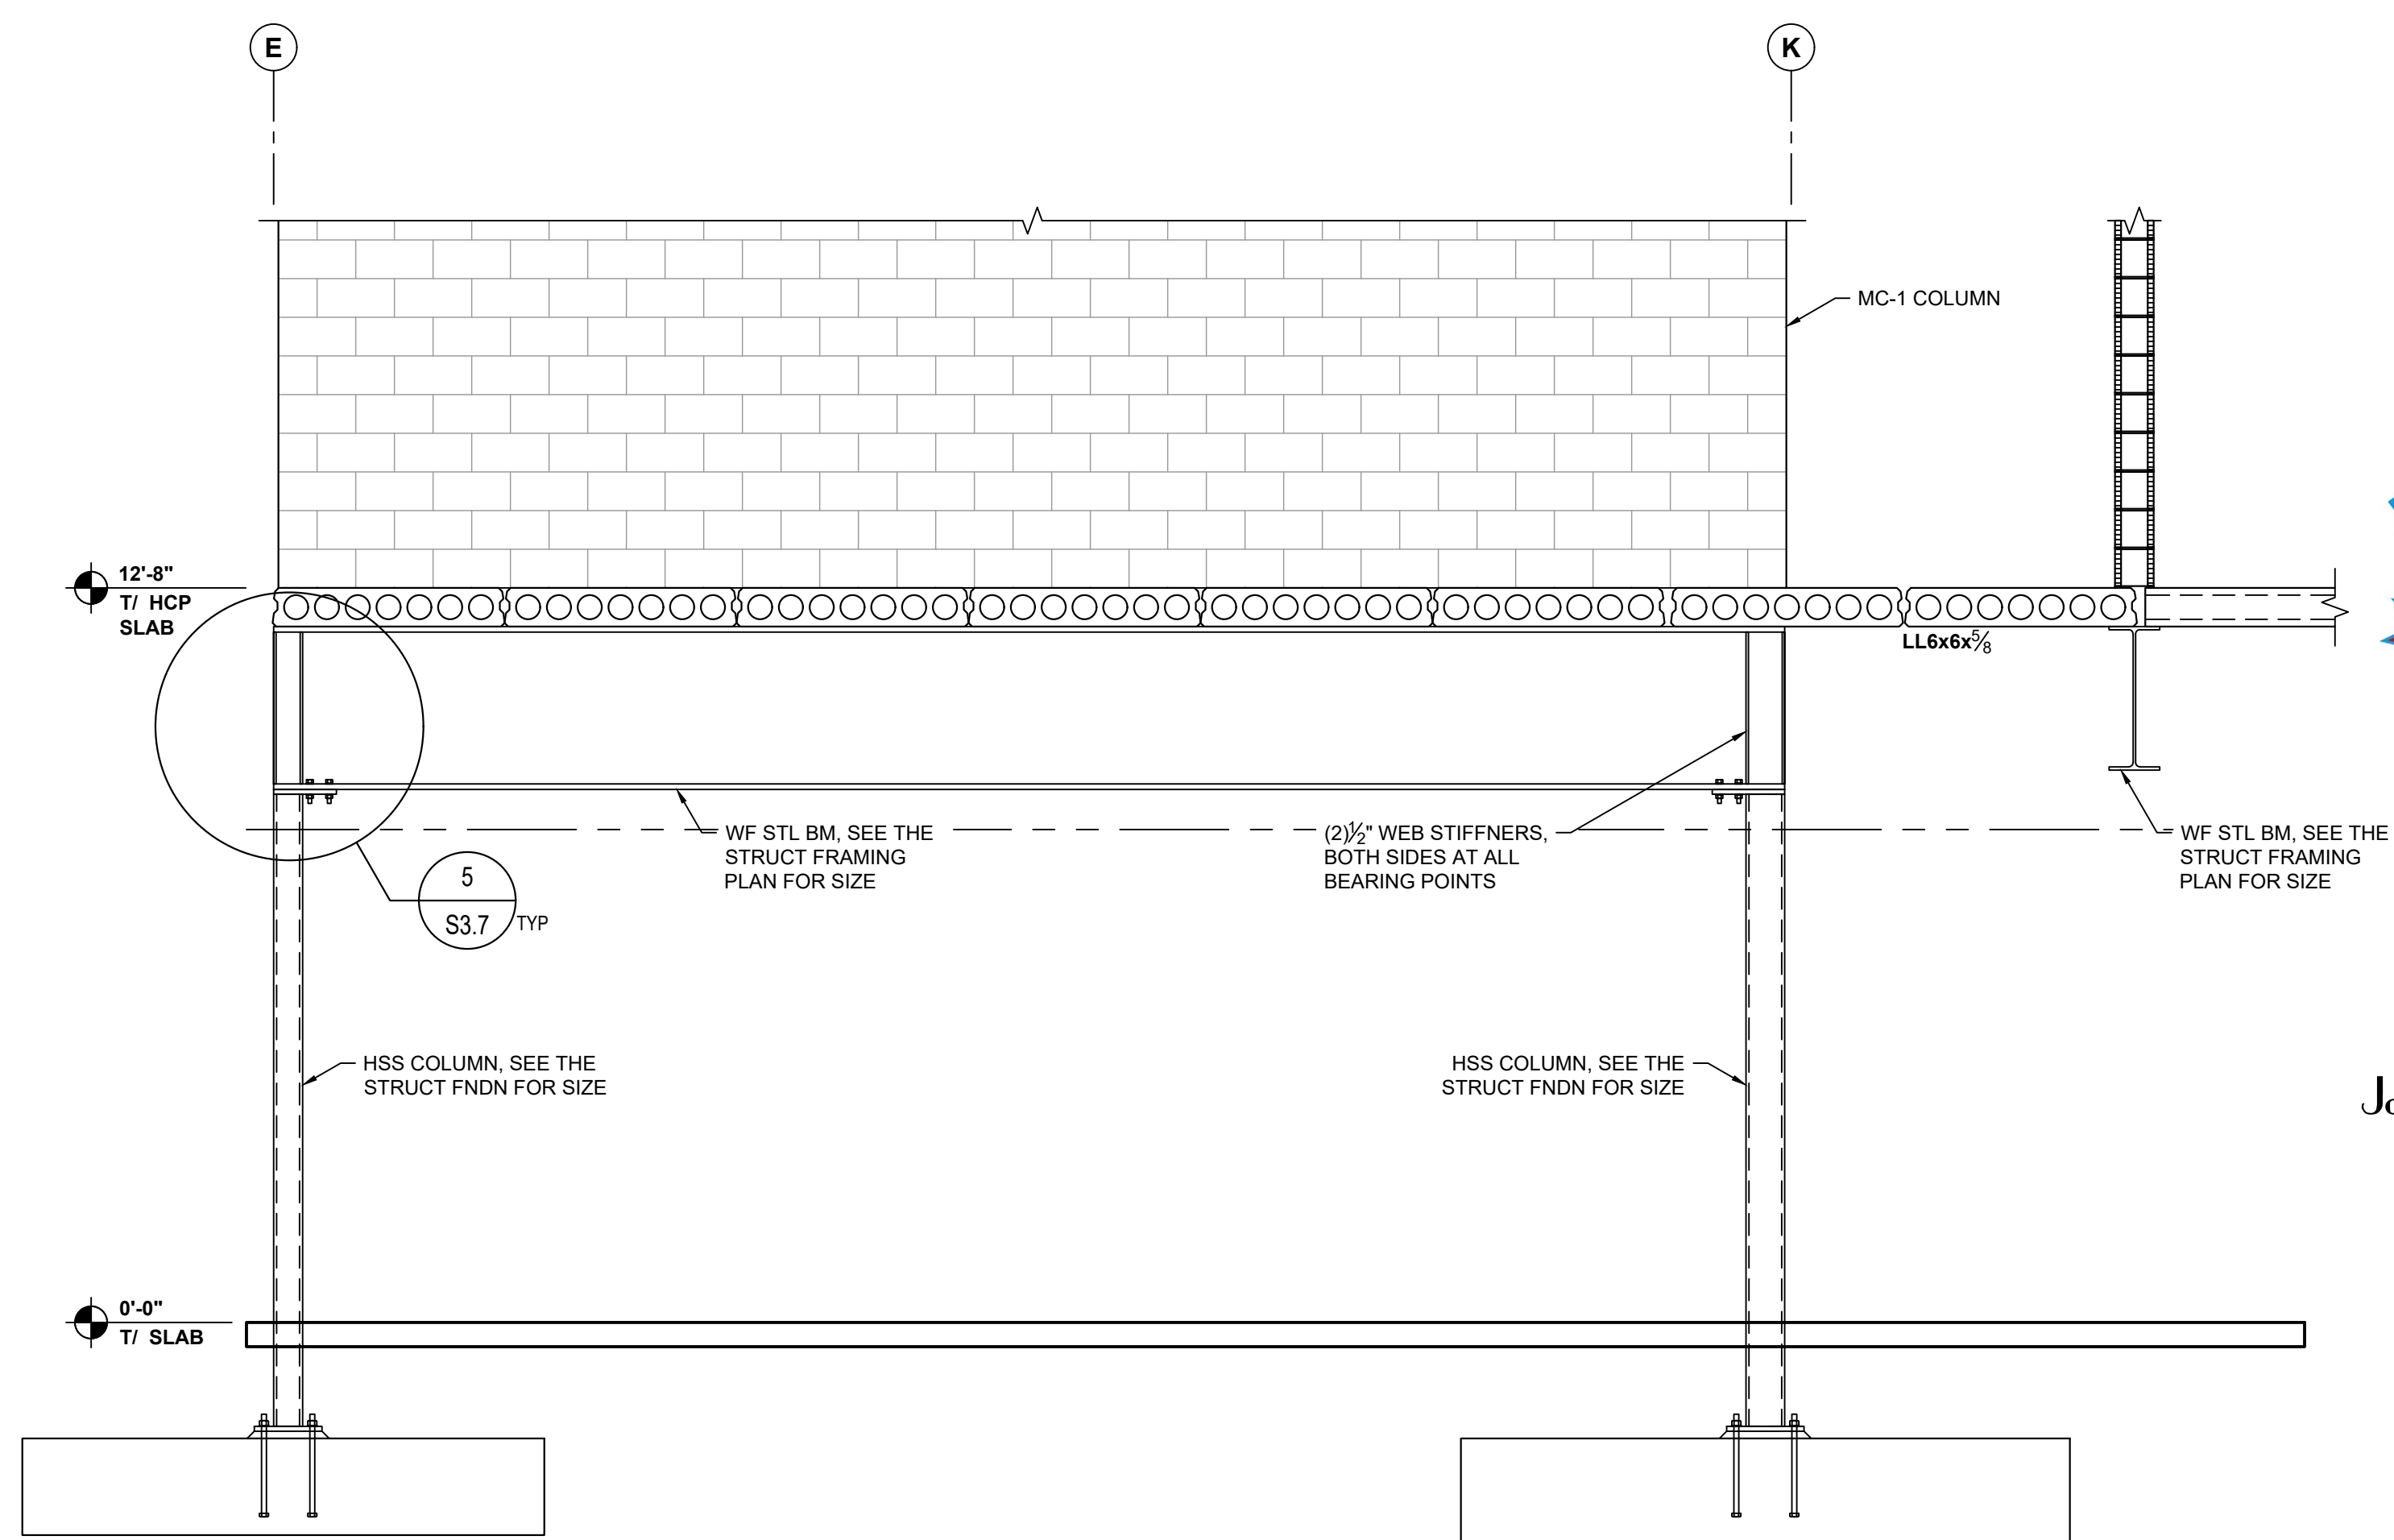 E
K
MC-1 COLUMN
12'-8"
T/ HCP
SLAB
LL6x6x⅝
WF STL BM, SEE THE
STRUCT FRAMING
PLAN FOR SIZE
(2)½" WEB STIFFNERS,
BOTH SIDES AT ALL
BEARING POINTS
WF STL BM, SEE THE
STRUCT FRAMING
PLAN FOR SIZE
5
S3.7
TYP
HSS COLUMN, SEE THE
STRUCT FNDN FOR SIZE
HSS COLUMN, SEE THE
STRUCT FNDN FOR SIZE
0'-0"
T/ SLAB